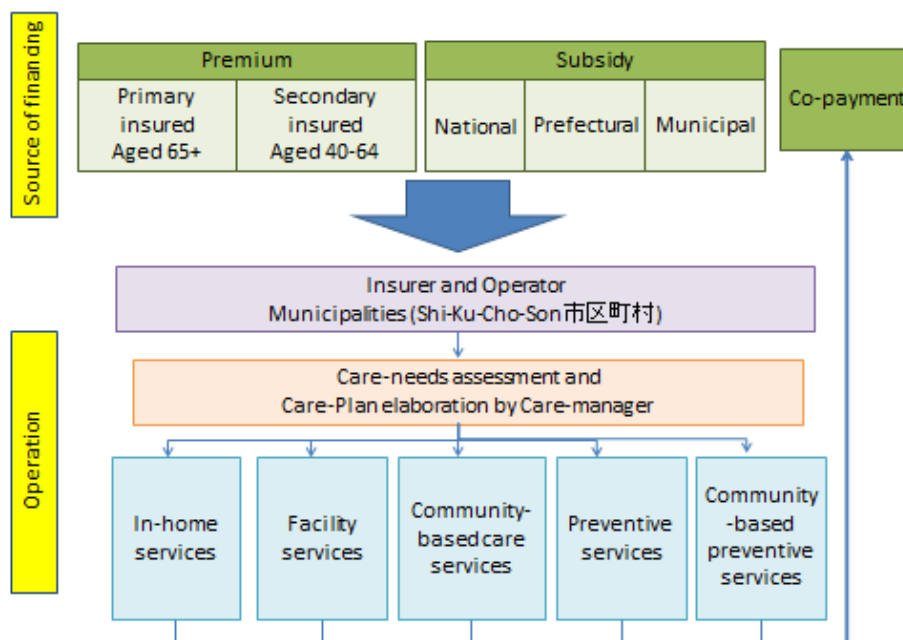 Source of financing
Premium
Subsidy
Primary
insured
Aged 65+
Secondary
insured
Aged 40-64
National
Prefectural
Municipal
Co-payment
Insurer and Operator
Municipalities (Shi-Ku-Cho-Son 市区町村)
Operation
Care-needs assessment and
Care-Plan elaboration by Care-manager
In-home
services
Facility
services
Community-
based care
services
Preventive
services
Community
-based
preventive
services